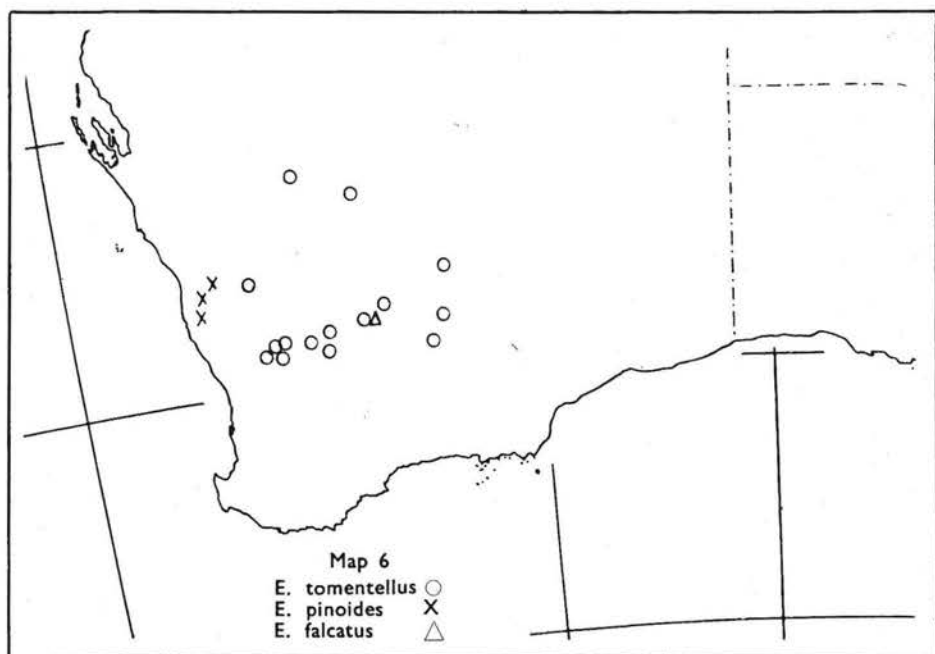 Map 6
E. tomentellus ○
E. pinoides X
E. falcatus △